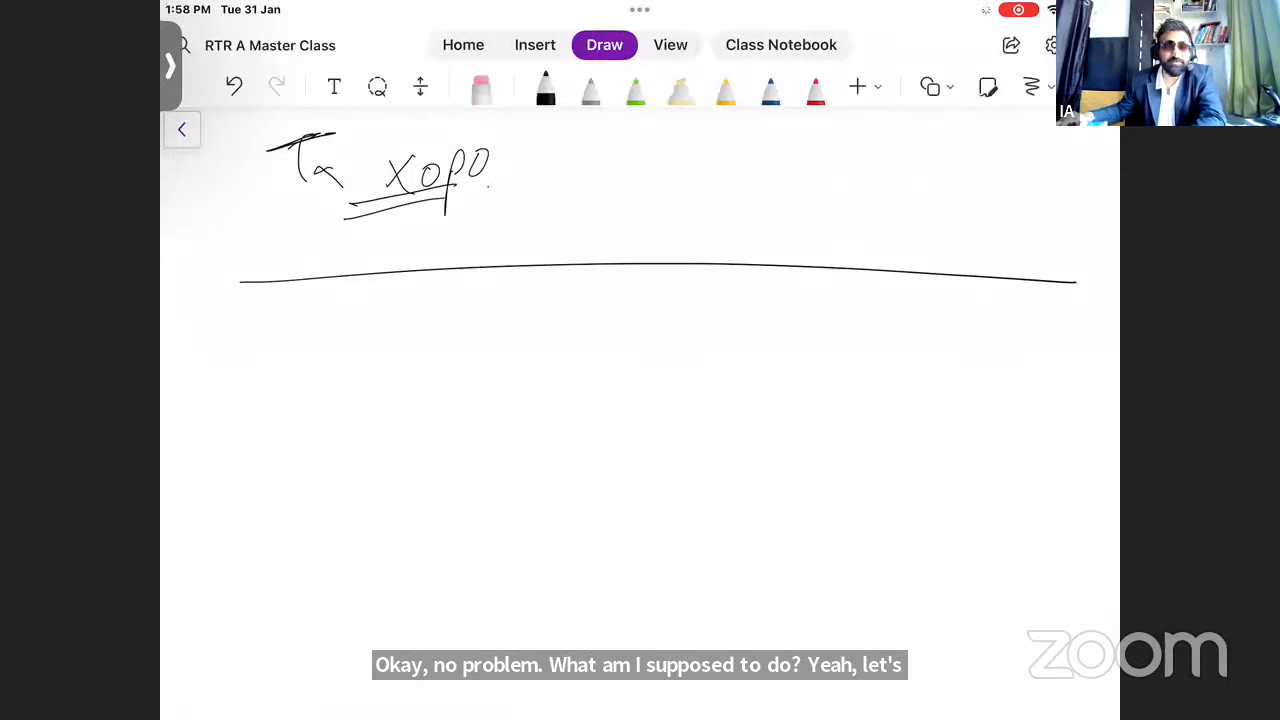 1:58 PM Tue 31 Jan
RTR A Master Class
Home Insert Draw View Class Notebook
T
IA
Tα XOPO
Okay, no problem. What am I supposed to do? Yeah, let's
zoom